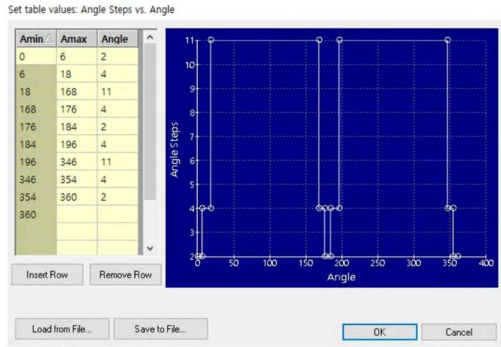 Set table values: Angle Steps vs. Angle
Amin Amax Angle
0 6 2
6 18 4
18 168 11
168 176 4
176 184 2
184 196 4
196 346 11
346 354 4
354 360 2
360
Insert Row Remove Row
11
10
9
8
7
6
5
4
3
2
Angle Steps
0 50 100 150 200 250 300 350 400
Angle
Load from File... Save to File... OK Cancel